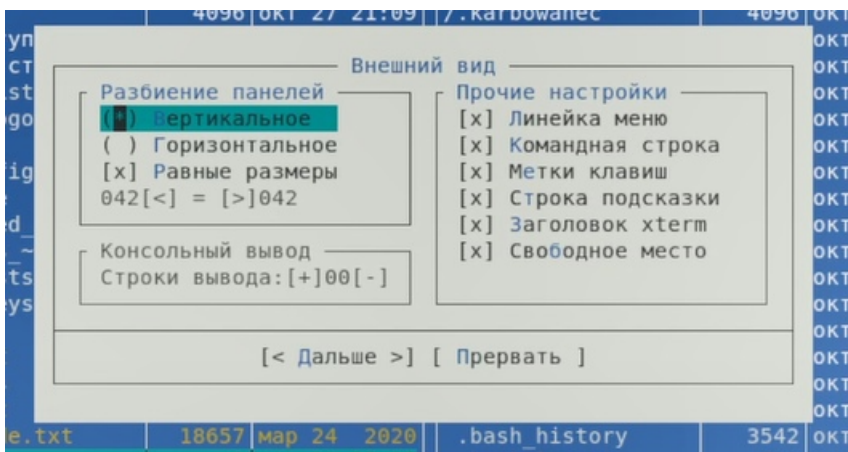 4096 окт 27 21:09 /.karbowanec 4096 ок
Внешний вид
Разбиение панелей
(*) Вертикальное
( ) Горизонтальное
[x] Равные размеры
042[<] = [>]042
Консольный вывод
Строки вывода:[+]00[-]
Прочие настройки
[x] Линейка меню
[x] Командная строка
[x] Метки клавиш
[x] Строка подсказки
[x] Заголовок xterm
[x] Свободное место
[< Дальше >] [ Прервать ]
e.txt 18657 мар 24 2020 .bash_history 3542 окт